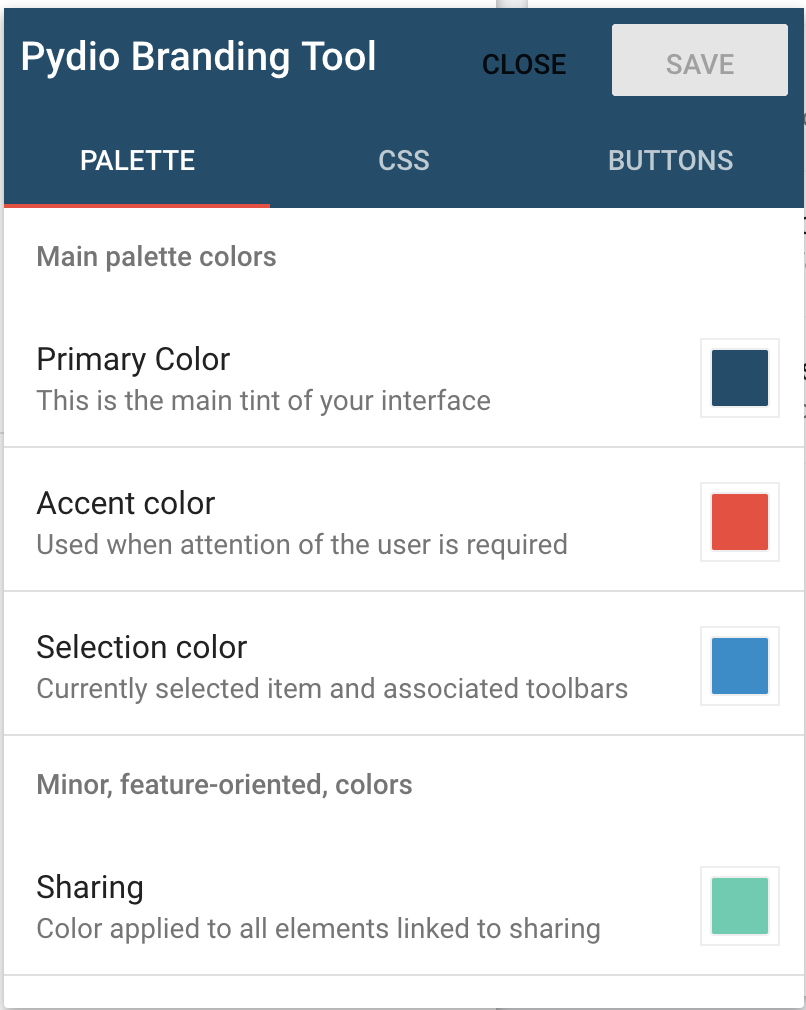 Pydio Branding Tool
CLOSE
SAVE
PALETTE
CSS
BUTTONS
Main palette colors
Primary Color
This is the main tint of your interface
Accent color
Used when attention of the user is required
Selection color
Currently selected item and associated toolbars
Minor, feature-oriented, colors
Sharing
Color applied to all elements linked to sharing